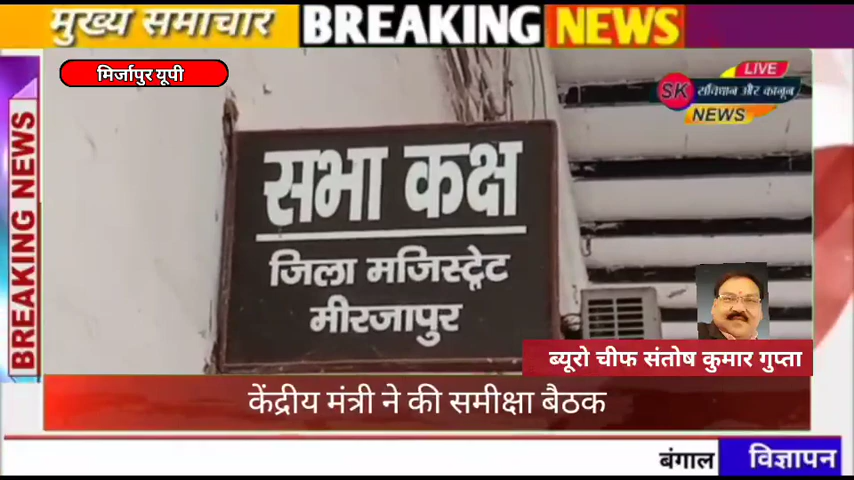 मुख्य समाचार BREAKING NEWS
मिर्जापुर यूपी
LIVE
SK संविधान और कानून
NEWS
BREAKING NEWS
सभा कक्ष
जिला मजिस्ट्रेट
मीरजापुर
ब्यूरो चीफ संतोष कुमार गुप्ता
केंद्रीय मंत्री ने की समीक्षा बैठक
बंगाल विज्ञापन